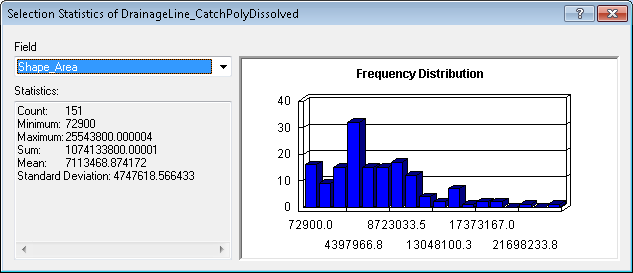 Selection Statistics of DrainageLine_CatchPolyDissolved
Field
Shape_Area
Statistics:
Count: 151
Minimum: 72900
Maximum: 25543800.000004
Sum: 1074133800.00001
Mean: 7113468.874172
Standard Deviation: 4747618.566433
Frequency Distribution
40
30
20
10
0
72900.0 8723033.5 17373167.0
4397966.8 13048100.3 21698233.8